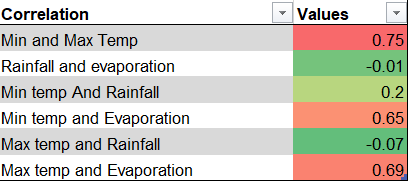 Correlation Values
Min and Max Temp 0.75
Rainfall and evaporation -0.01
Min temp And Rainfall 0.2
Min temp and Evaporation 0.65
Max temp and Rainfall -0.07
Max temp and Evaporation 0.69